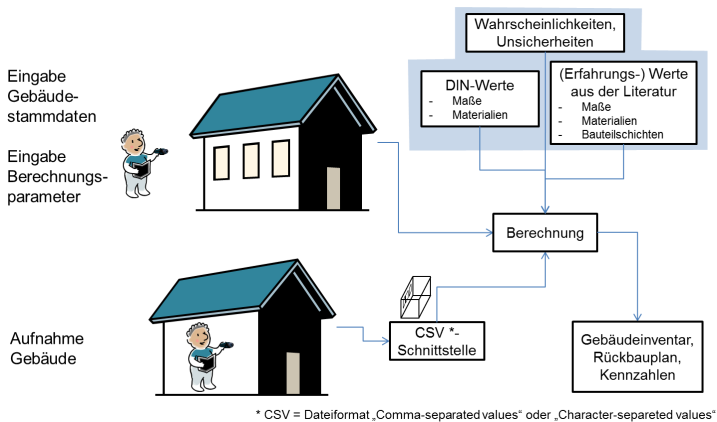 Wahrscheinlichkeiten,
Unsicherheiten
Eingabe
Gebäude-
stammdaten
DIN-Werte
- Maße
- Materialien
(Erfahrungs-) Werte
aus der Literatur
- Maße
- Materialien
- Bauteilschichten
Eingabe
Berechnungs-
parameter
Berechnung
Aufnahme
Gebäude
CSV *-
Schnittstelle
Gebäudeinventar,
Rückbauplan,
Kennzahlen
* CSV = Dateiformat „Comma-separated values“ oder „Character-separeted values“